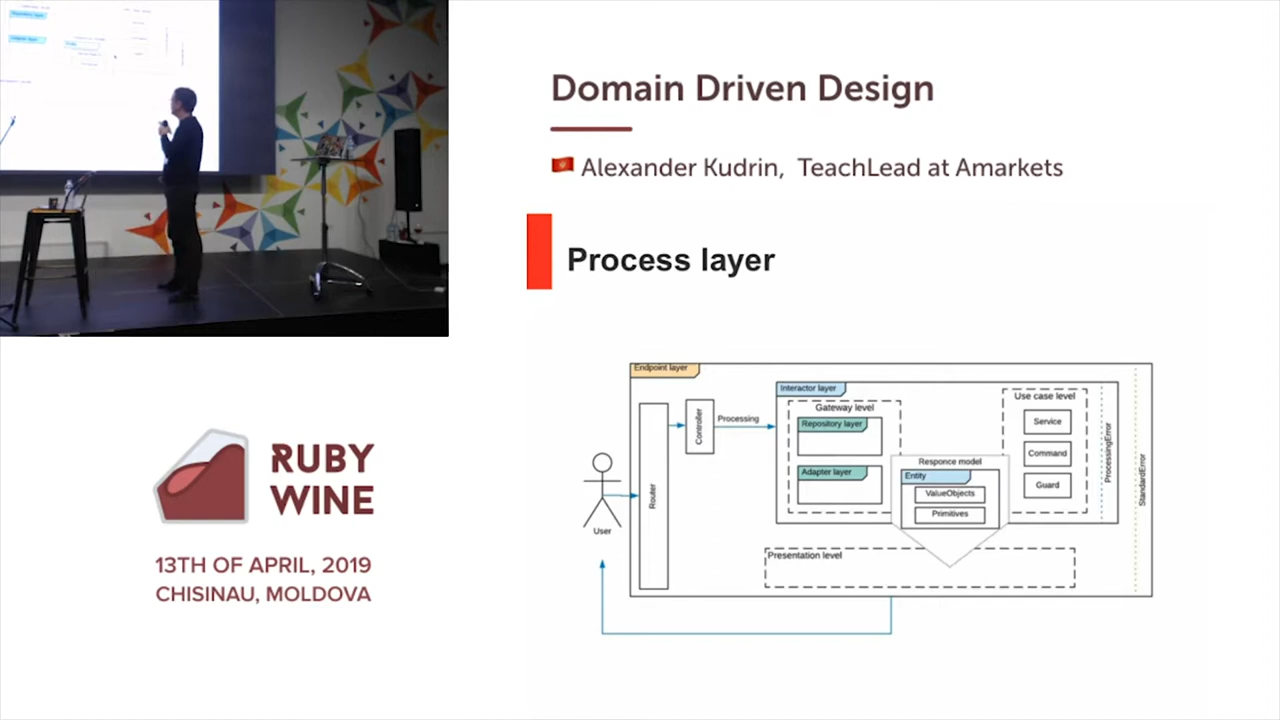 Domain Driven Design
Alexander Kudrin, TeachLead at Amarkets
Process layer
Endpoint layer
Router
Controller
Processing
User
Interactor layer
Gateway level
Repository layer
Adapter layer
Responce model
Entity
ValueObjects
Primitives
Use case level
Service
Command
Guard
ProcessingError
StandardError
Presentation level
RUBY
WINE
13TH OF APRIL, 2019
CHISINAU, MOLDOVA